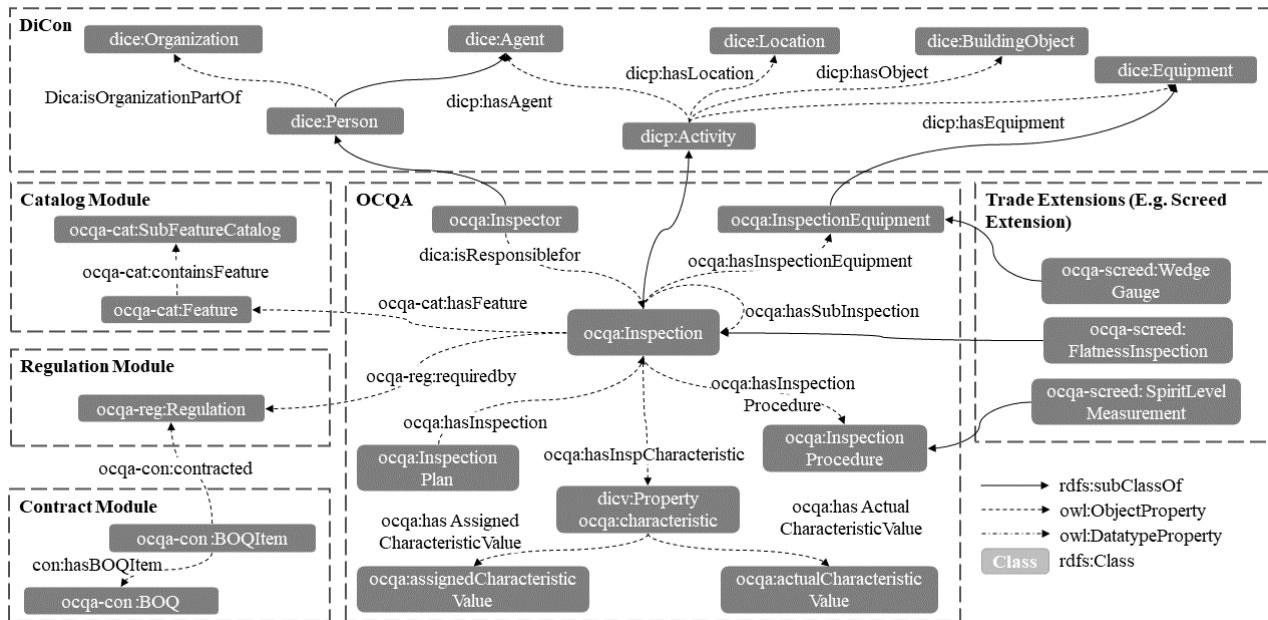 DiCon
dice:Organization
dice:Agent
dice:Location
dice:BuildingObject
dice:Equipment
dicp:hasLocation
dicp:hasObject
Dica:isOrganizationPartOf
dicp:hasAgent
dice:Person
dicp:Activity
dicp:hasEquipment
Catalog Module
ocqa-cat:SubFeatureCatalog
ocqa-cat:containsFeature
ocqa-cat:Feature
OCQA
ocqa:Inspector
ocqa:InspectionEquipment
dica:isResponsiblefor
ocqa:hasInspectionEquipment
ocqa-cat:hasFeature
ocqa:hasSubInspection
ocqa:Inspection
Trade Extensions (E.g. Screed
Extension)
ocqa-screed:Wedge
Gauge
ocqa-screed:
FlatnessInspection
ocqa-screed: SpiritLevel
Measurement
Regulation Module
ocqa-reg:requiredby
ocqa-reg:Regulation
ocqa:hasInspection
Procedure
ocqa:hasInspection
ocqa:Inspection
Plan
ocqa:hasInspCharacteristic
ocqa:Inspection
Procedure
ocqa-con:contracted
Contract Module
ocqa-con:BOQItem
con:hasBOQItem
ocqa-con:BOQ
dicv:Property
ocqa:characteristic
ocqa:has Assigned
CharacteristicValue
ocqa:has Actual
CharacteristicValue
ocqa:assignedCharacteristic
Value
ocqa:actualCharacteristic
Value
rdfs:subClassOf
owl:ObjectProperty
owl:DatatypeProperty
Class
rdfs:Class